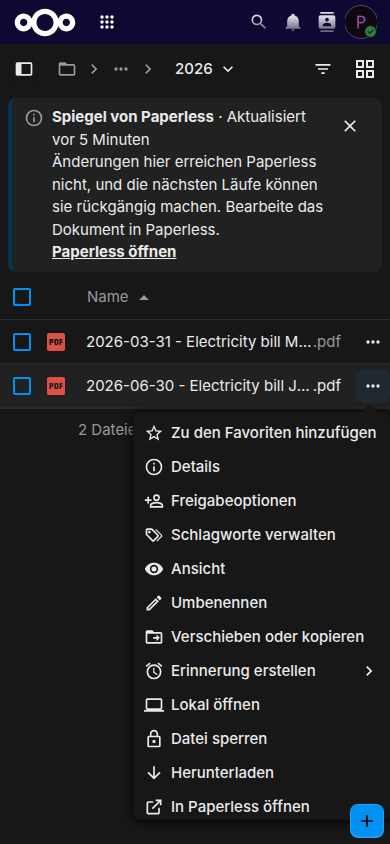 P
2026
Spiegel von Paperless · Aktualisiert
vor 5 Minuten
Änderungen hier erreichen Paperless
nicht, und die nächsten Läufe können
sie rückgängig machen. Bearbeite das
Dokument in Paperless.
Paperless öffnen
Name
PDF 2026-03-31 - Electricity bill M... .pdf
PDF 2026-06-30 - Electricity bill J... .pdf
2 Dateie
Zu den Favoriten hinzufügen
Details
Freigabeoptionen
Schlagworte verwalten
Ansicht
Umbenennen
Verschieben oder kopieren
Erinnerung erstellen
Lokal öffnen
Datei sperren
Herunterladen
In Paperless öffnen